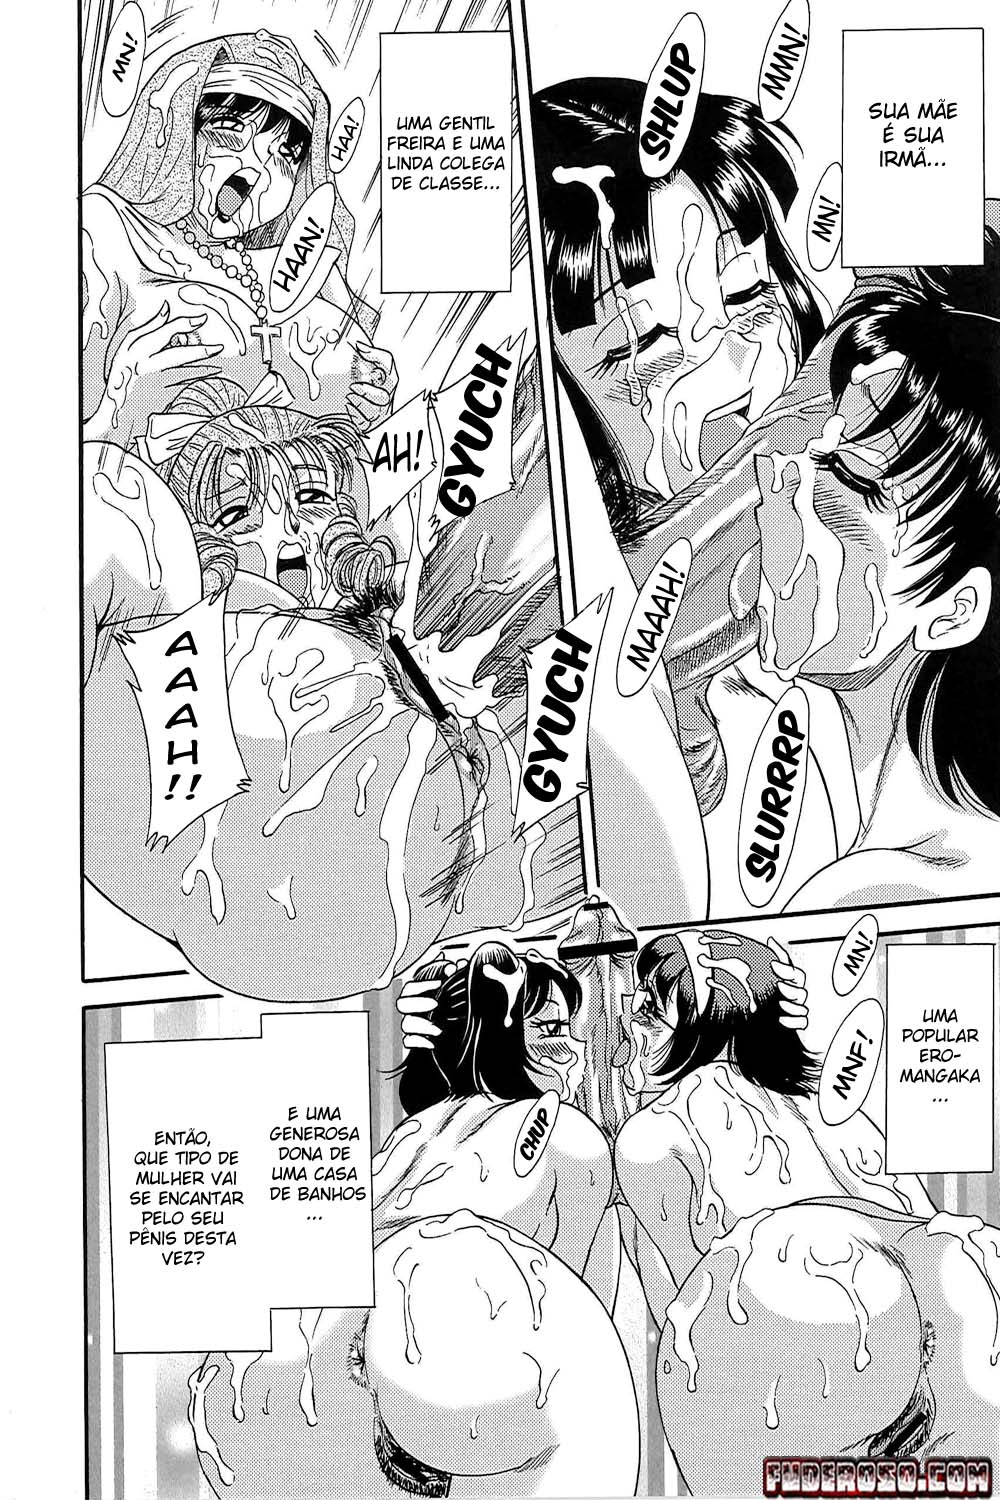 SUA MÃE
É SUA
IRMÃ...
MMN!
SHLUP
MN!
MAAAH!
SLURRRP
UMA GENTIL
FREIRA E UMA
LINDA COLEGA
DE CLASSE...
MN!
HAA!
HAAN!
AH!
GYUCH
AAAH!!
GYUCH
UMA
POPULAR
ERO-
MANGAKA
...
MN!
MNF!
CHUP
E UMA
GENEROSA
DONA DE
UMA CASA
DE BANHOS
...
ENTÃO,
QUE TIPO DE
MULHER VAI
SE ENCANTAR
PELO SEU
PÊNIS DESTA
VEZ?
FUDEROSO.COM